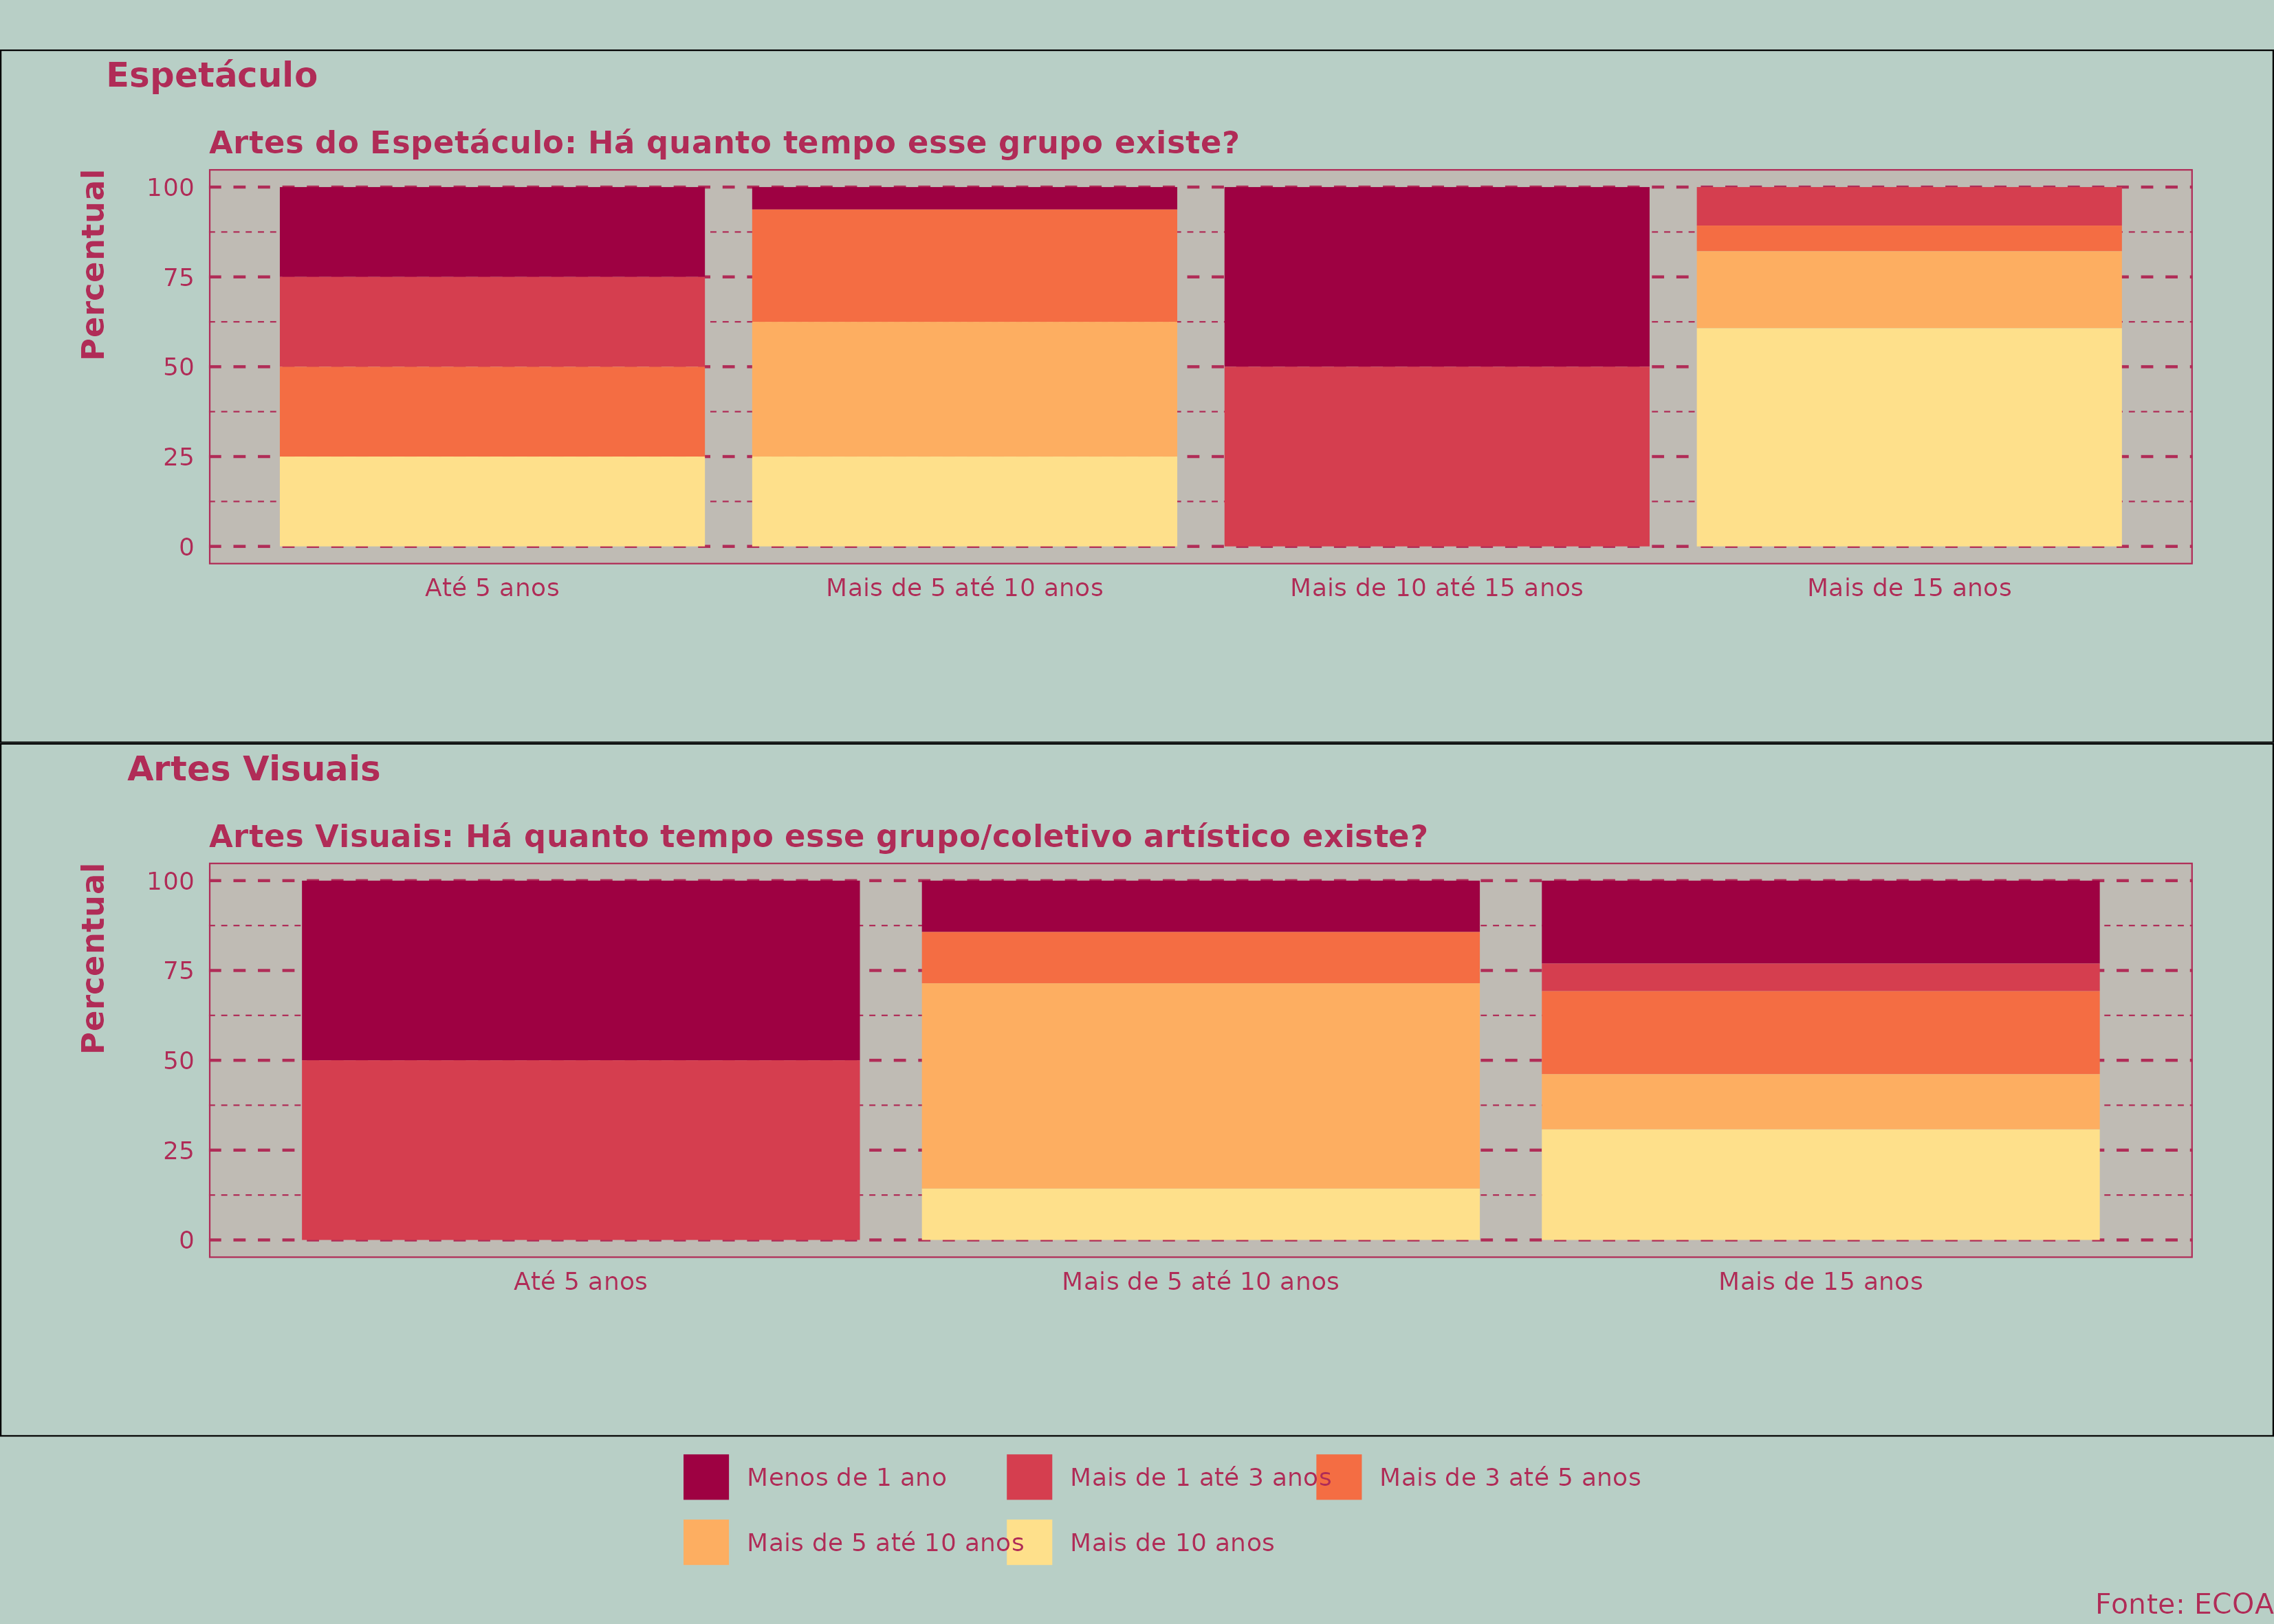 Espetáculo
Artes do Espetáculo: Há quanto tempo esse grupo existe?
Percentual
100
75
50
25
0
Até 5 anos
Mais de 5 até 10 anos
Mais de 10 até 15 anos
Mais de 15 anos
Artes Visuais
Artes Visuais: Há quanto tempo esse grupo/coletivo artístico existe?
Percentual
100
75
50
25
0
Até 5 anos
Mais de 5 até 10 anos
Mais de 15 anos
Menos de 1 ano
Mais de 1 até 3 anos
Mais de 3 até 5 anos
Mais de 5 até 10 anos
Mais de 10 anos
Fonte: ECOA